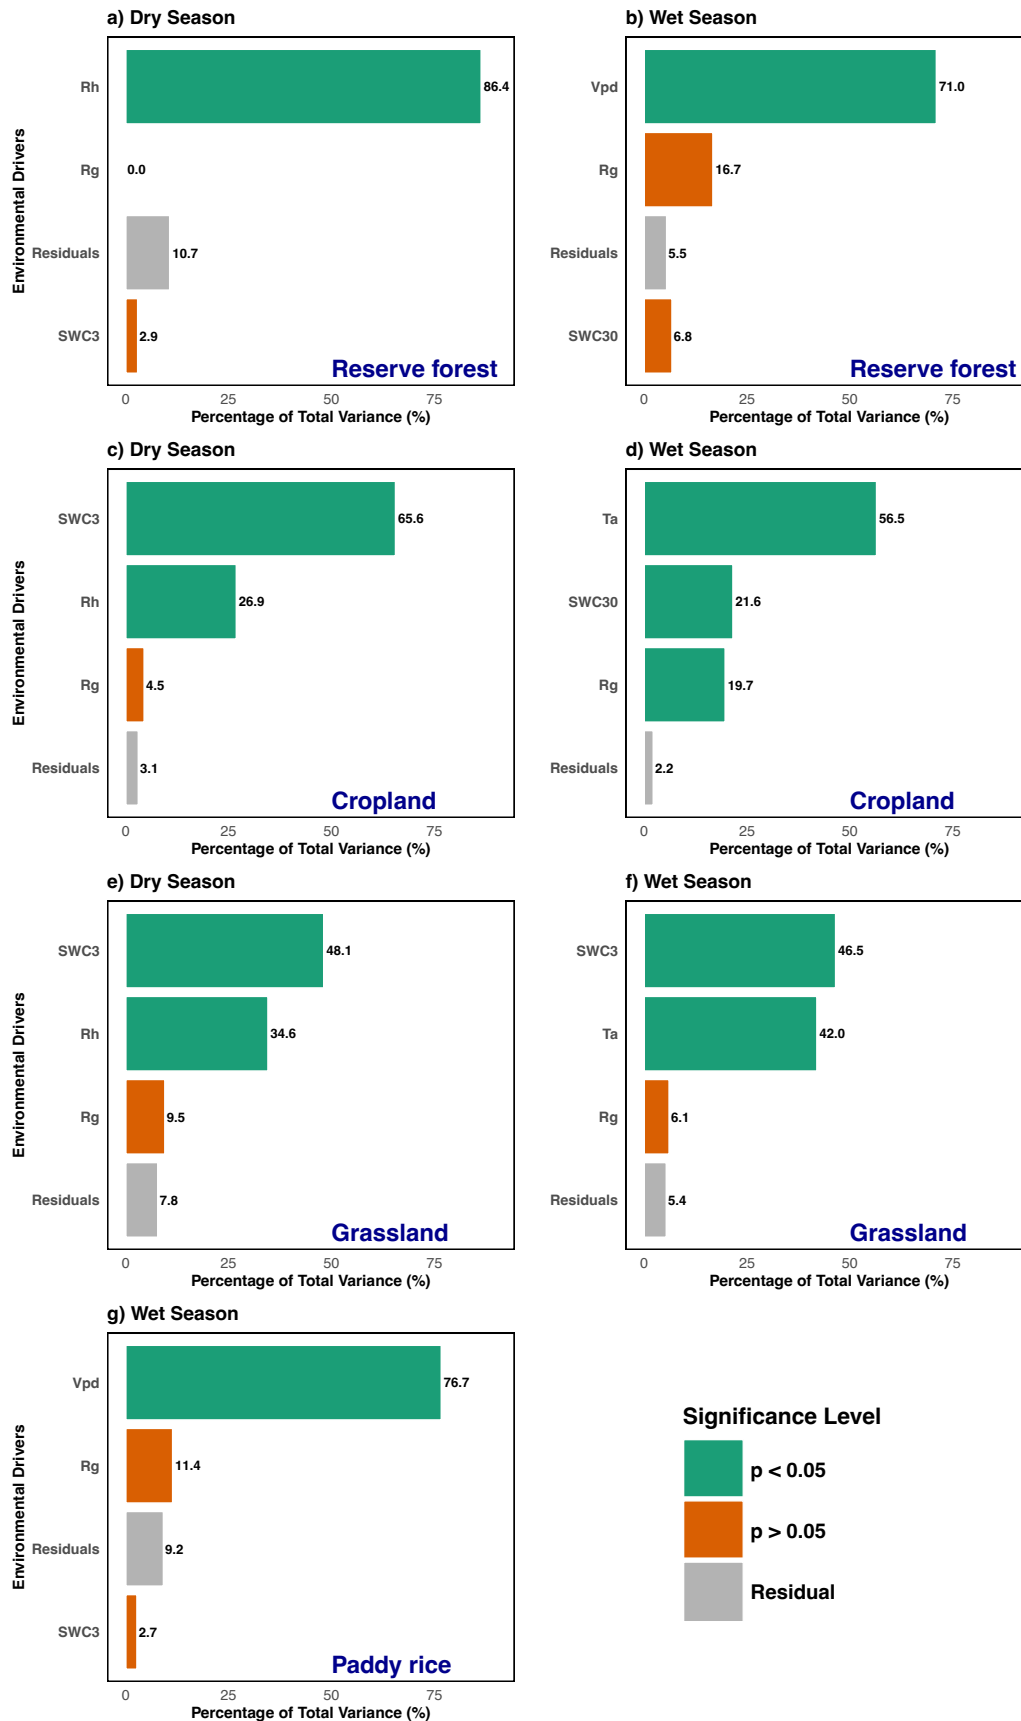 a) Dry Season
Environmental Drivers
Rh
86.4
Rg
0.0
Residuals
10.7
SWC3
2.9
Reserve forest
0 25 50 75
Percentage of Total Variance (%)
b) Wet Season
Vpd
71.0
Rg
16.7
Residuals
5.5
SWC30
6.8
Reserve forest
0 25 50 75
Percentage of Total Variance (%)
c) Dry Season
Environmental Drivers
SWC3
65.6
Rh
26.9
Rg
4.5
Residuals
3.1
Cropland
0 25 50 75
Percentage of Total Variance (%)
d) Wet Season
Ta
56.5
SWC30
21.6
Rg
19.7
Residuals
2.2
Cropland
0 25 50 75
Percentage of Total Variance (%)
e) Dry Season
Environmental Drivers
SWC3
48.1
Rh
34.6
Rg
9.5
Residuals
7.8
Grassland
0 25 50 75
Percentage of Total Variance (%)
f) Wet Season
SWC3
46.5
Ta
42.0
Rg
6.1
Residuals
5.4
Grassland
0 25 50 75
Percentage of Total Variance (%)
g) Wet Season
Environmental Drivers
Vpd
76.7
Rg
11.4
Residuals
9.2
SWC3
2.7
Paddy rice
0 25 50 75
Percentage of Total Variance (%)
Significance Level
p < 0.05
p > 0.05
Residual